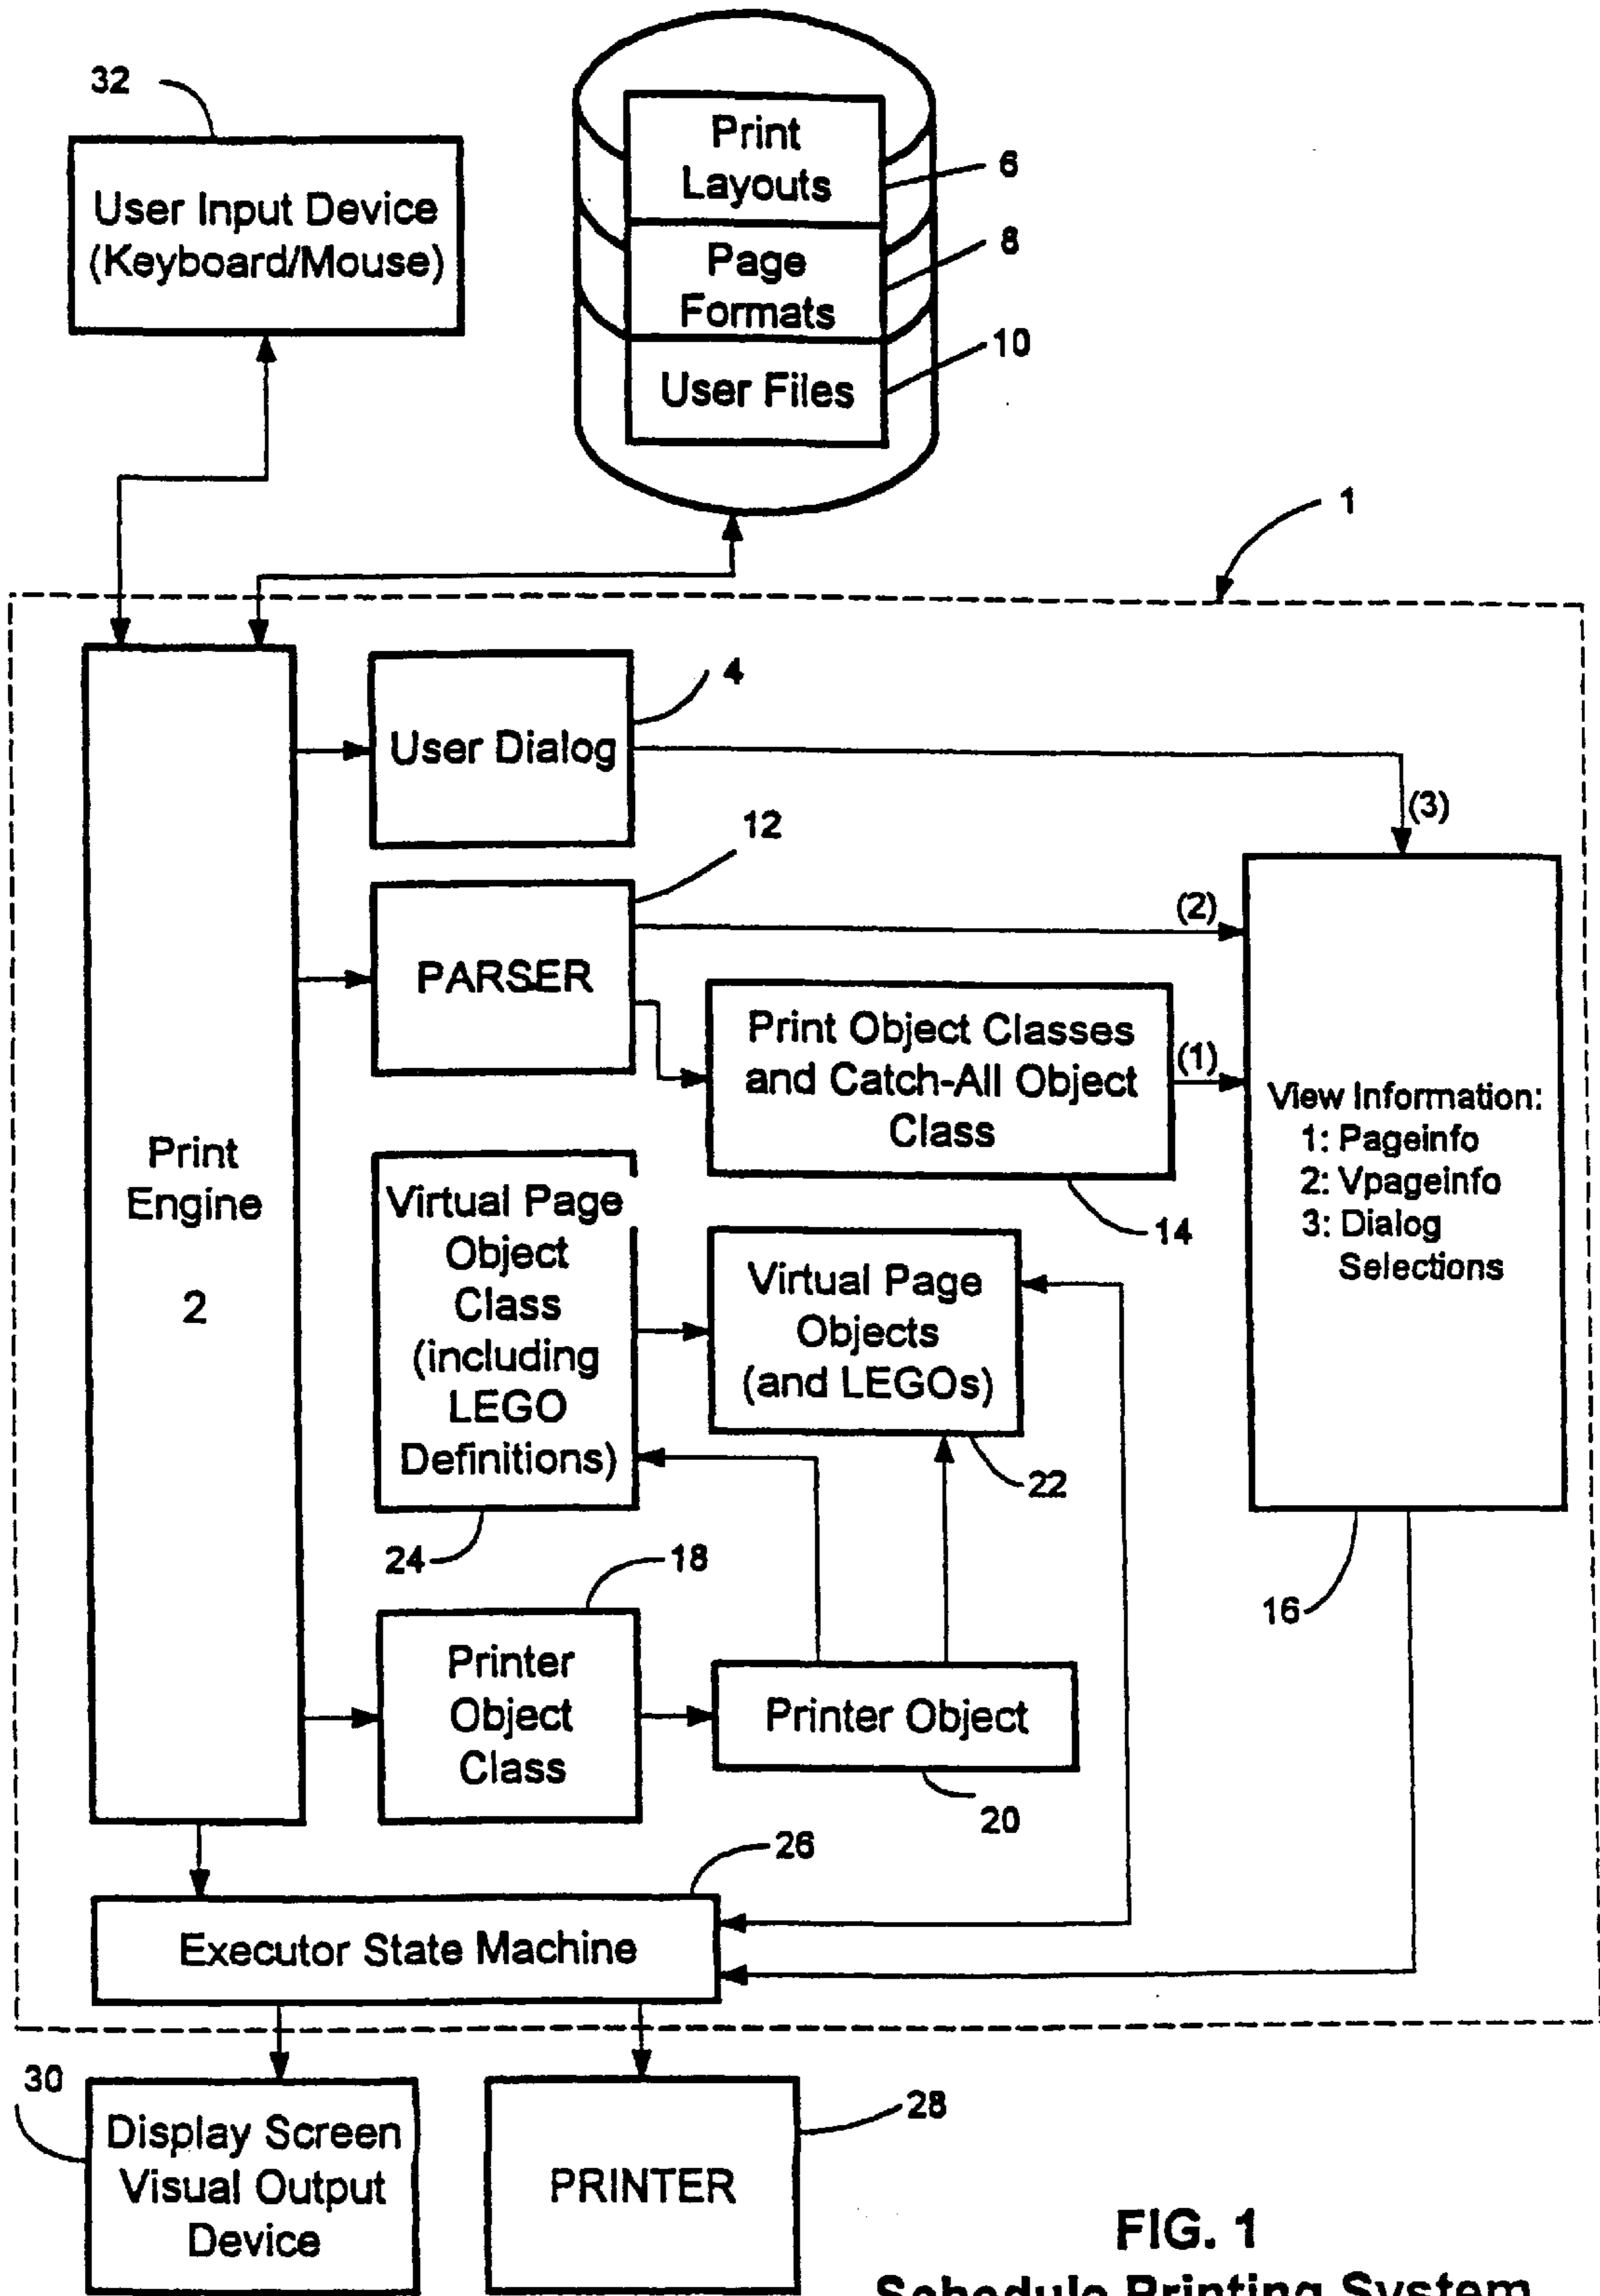 32
User Input Device
(Keyboard/Mouse)
Print
Layouts
6
Page
Formats
8
User Files
10
1
Print
Engine
2
User Dialog
4
(3)
12
PARSER
(2)
Print Object Classes
and Catch-All Object
Class
(1)
14
View Information:
1: Pageinfo
2: Vpageinfo
3: Dialog
Selections
16
Virtual Page
Object
Class
(including
LEGO
Definitions)
24
Virtual Page
Objects
(and LEGOs)
22
18
Printer
Object
Class
Printer Object
20
26
Executor State Machine
30
Display Screen
Visual Output
Device
PRINTER
28
FIG. 1
Schedule Printing System